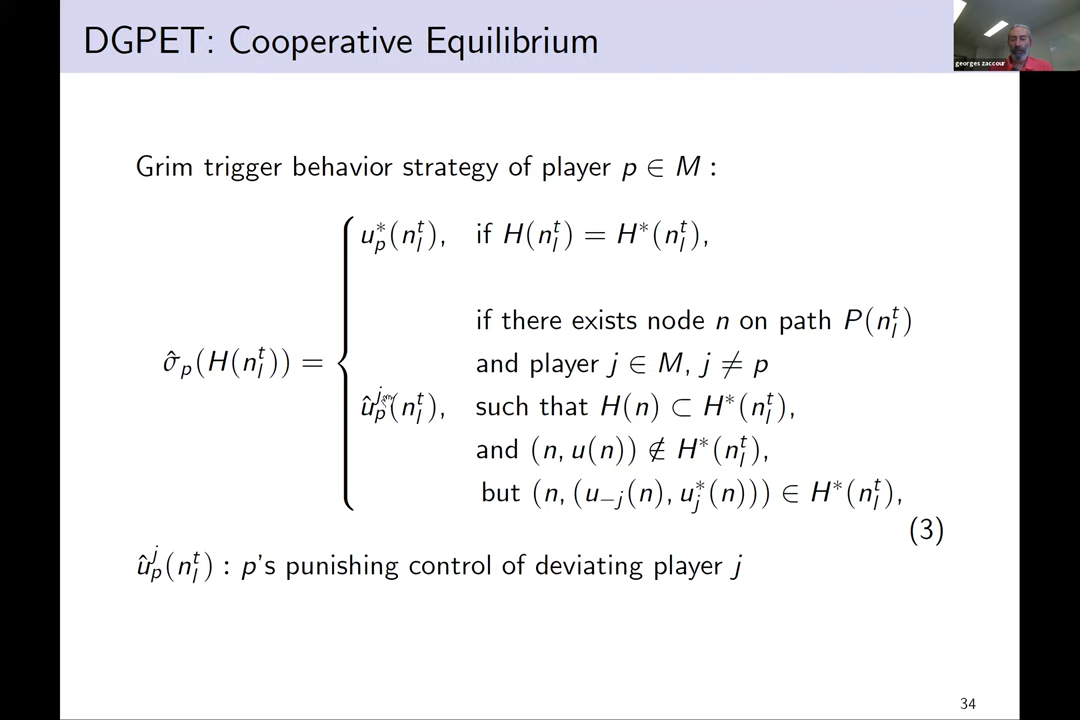 DGPET: Cooperative Equilibrium
georges zaccour
Grim trigger behavior strategy of player p ∈ M :
u*_p(n^t_l), if H(n^t_l) = H*(n^t_l),
if there exists node n on path P(n^t_l)
σ̂_p(H(n^t_l)) = { and player j ∈ M, j ≠ p
û^j_p(n^t_l), such that H(n) ⊂ H*(n^t_l),
and (n, u(n)) ∉ H*(n^t_l),
but (n, (u_{−j}(n), u*_j(n))) ∈ H*(n^t_l),
(3)
û^j_p(n^t_l) : p's punishing control of deviating player j
34